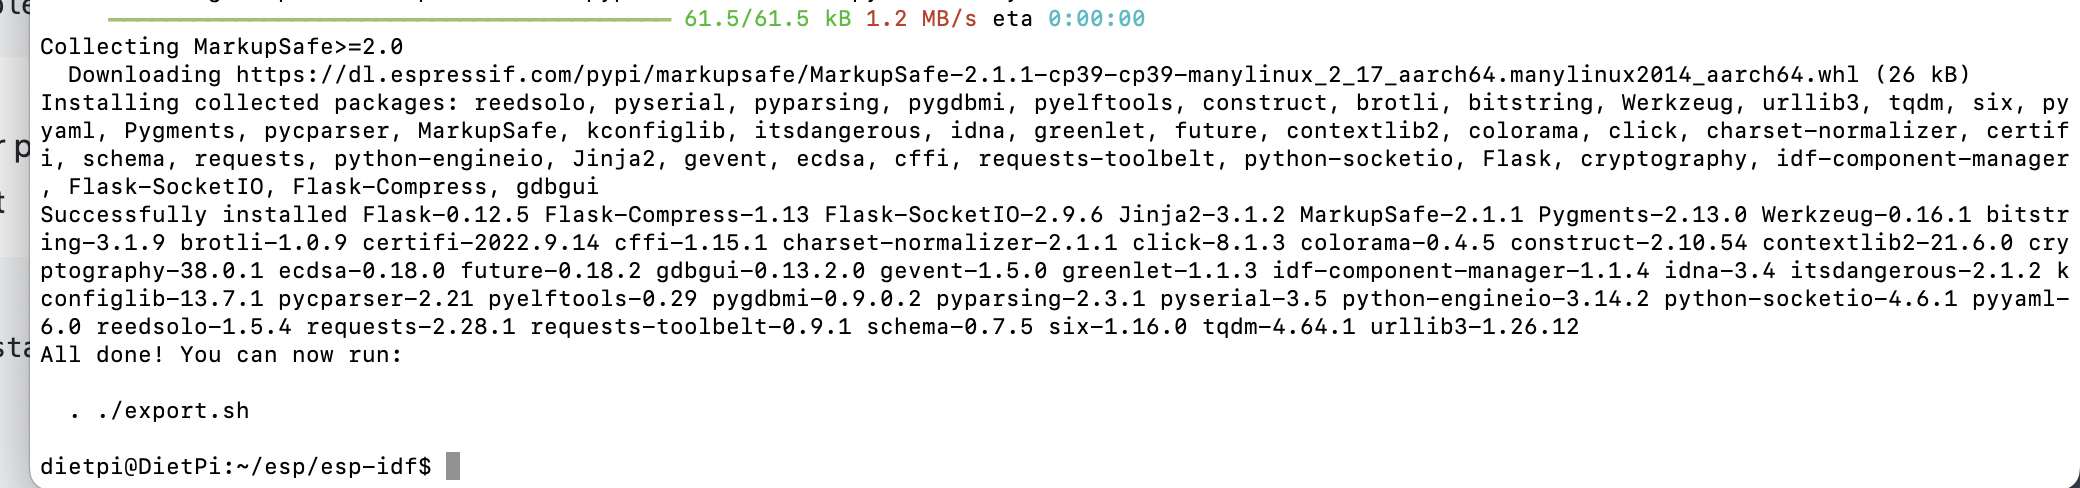 61.5/61.5 kB 1.2 MB/s eta 0:00:00
Collecting MarkupSafe>=2.0
  Downloading https://dl.espressif.com/pypi/markupsafe/MarkupSafe-2.1.1-cp39-cp39-manylinux_2_17_aarch64.manylinux2014_aarch64.whl (26 kB)
Installing collected packages: reedsolo, pyserial, pyparsing, pygdbmi, pyelftools, construct, brotli, bitstring, Werkzeug, urllib3, tqdm, six, py
yaml, Pygments, pycparser, MarkupSafe, kconfiglib, itsdangerous, idna, greenlet, future, contextlib2, colorama, click, charset-normalizer, certif
i, schema, requests, python-engineio, Jinja2, gevent, ecdsa, cffi, requests-toolbelt, python-socketio, Flask, cryptography, idf-component-manager
, Flask-SocketIO, Flask-Compress, gdbgui
Successfully installed Flask-0.12.5 Flask-Compress-1.13 Flask-SocketIO-2.9.6 Jinja2-3.1.2 MarkupSafe-2.1.1 Pygments-2.13.0 Werkzeug-0.16.1 bitstr
ing-3.1.9 brotli-1.0.9 certifi-2022.9.14 cffi-1.15.1 charset-normalizer-2.1.1 click-8.1.3 colorama-0.4.5 construct-2.10.54 contextlib2-21.6.0 cry
ptography-38.0.1 ecdsa-0.18.0 future-0.18.2 gdbgui-0.13.2.0 gevent-1.5.0 greenlet-1.1.3 idf-component-manager-1.1.4 idna-3.4 itsdangerous-2.1.2 k
configlib-13.7.1 pycparser-2.21 pyelftools-0.29 pygdbmi-0.9.0.2 pyparsing-2.3.1 pyserial-3.5 python-engineio-3.14.2 python-socketio-4.6.1 pyyaml-
6.0 reedsolo-1.5.4 requests-2.28.1 requests-toolbelt-0.9.1 schema-0.7.5 six-1.16.0 tqdm-4.64.1 urllib3-1.26.12
All done! You can now run:
  . ./export.sh
dietpi@DietPi:~/esp/esp-idf$